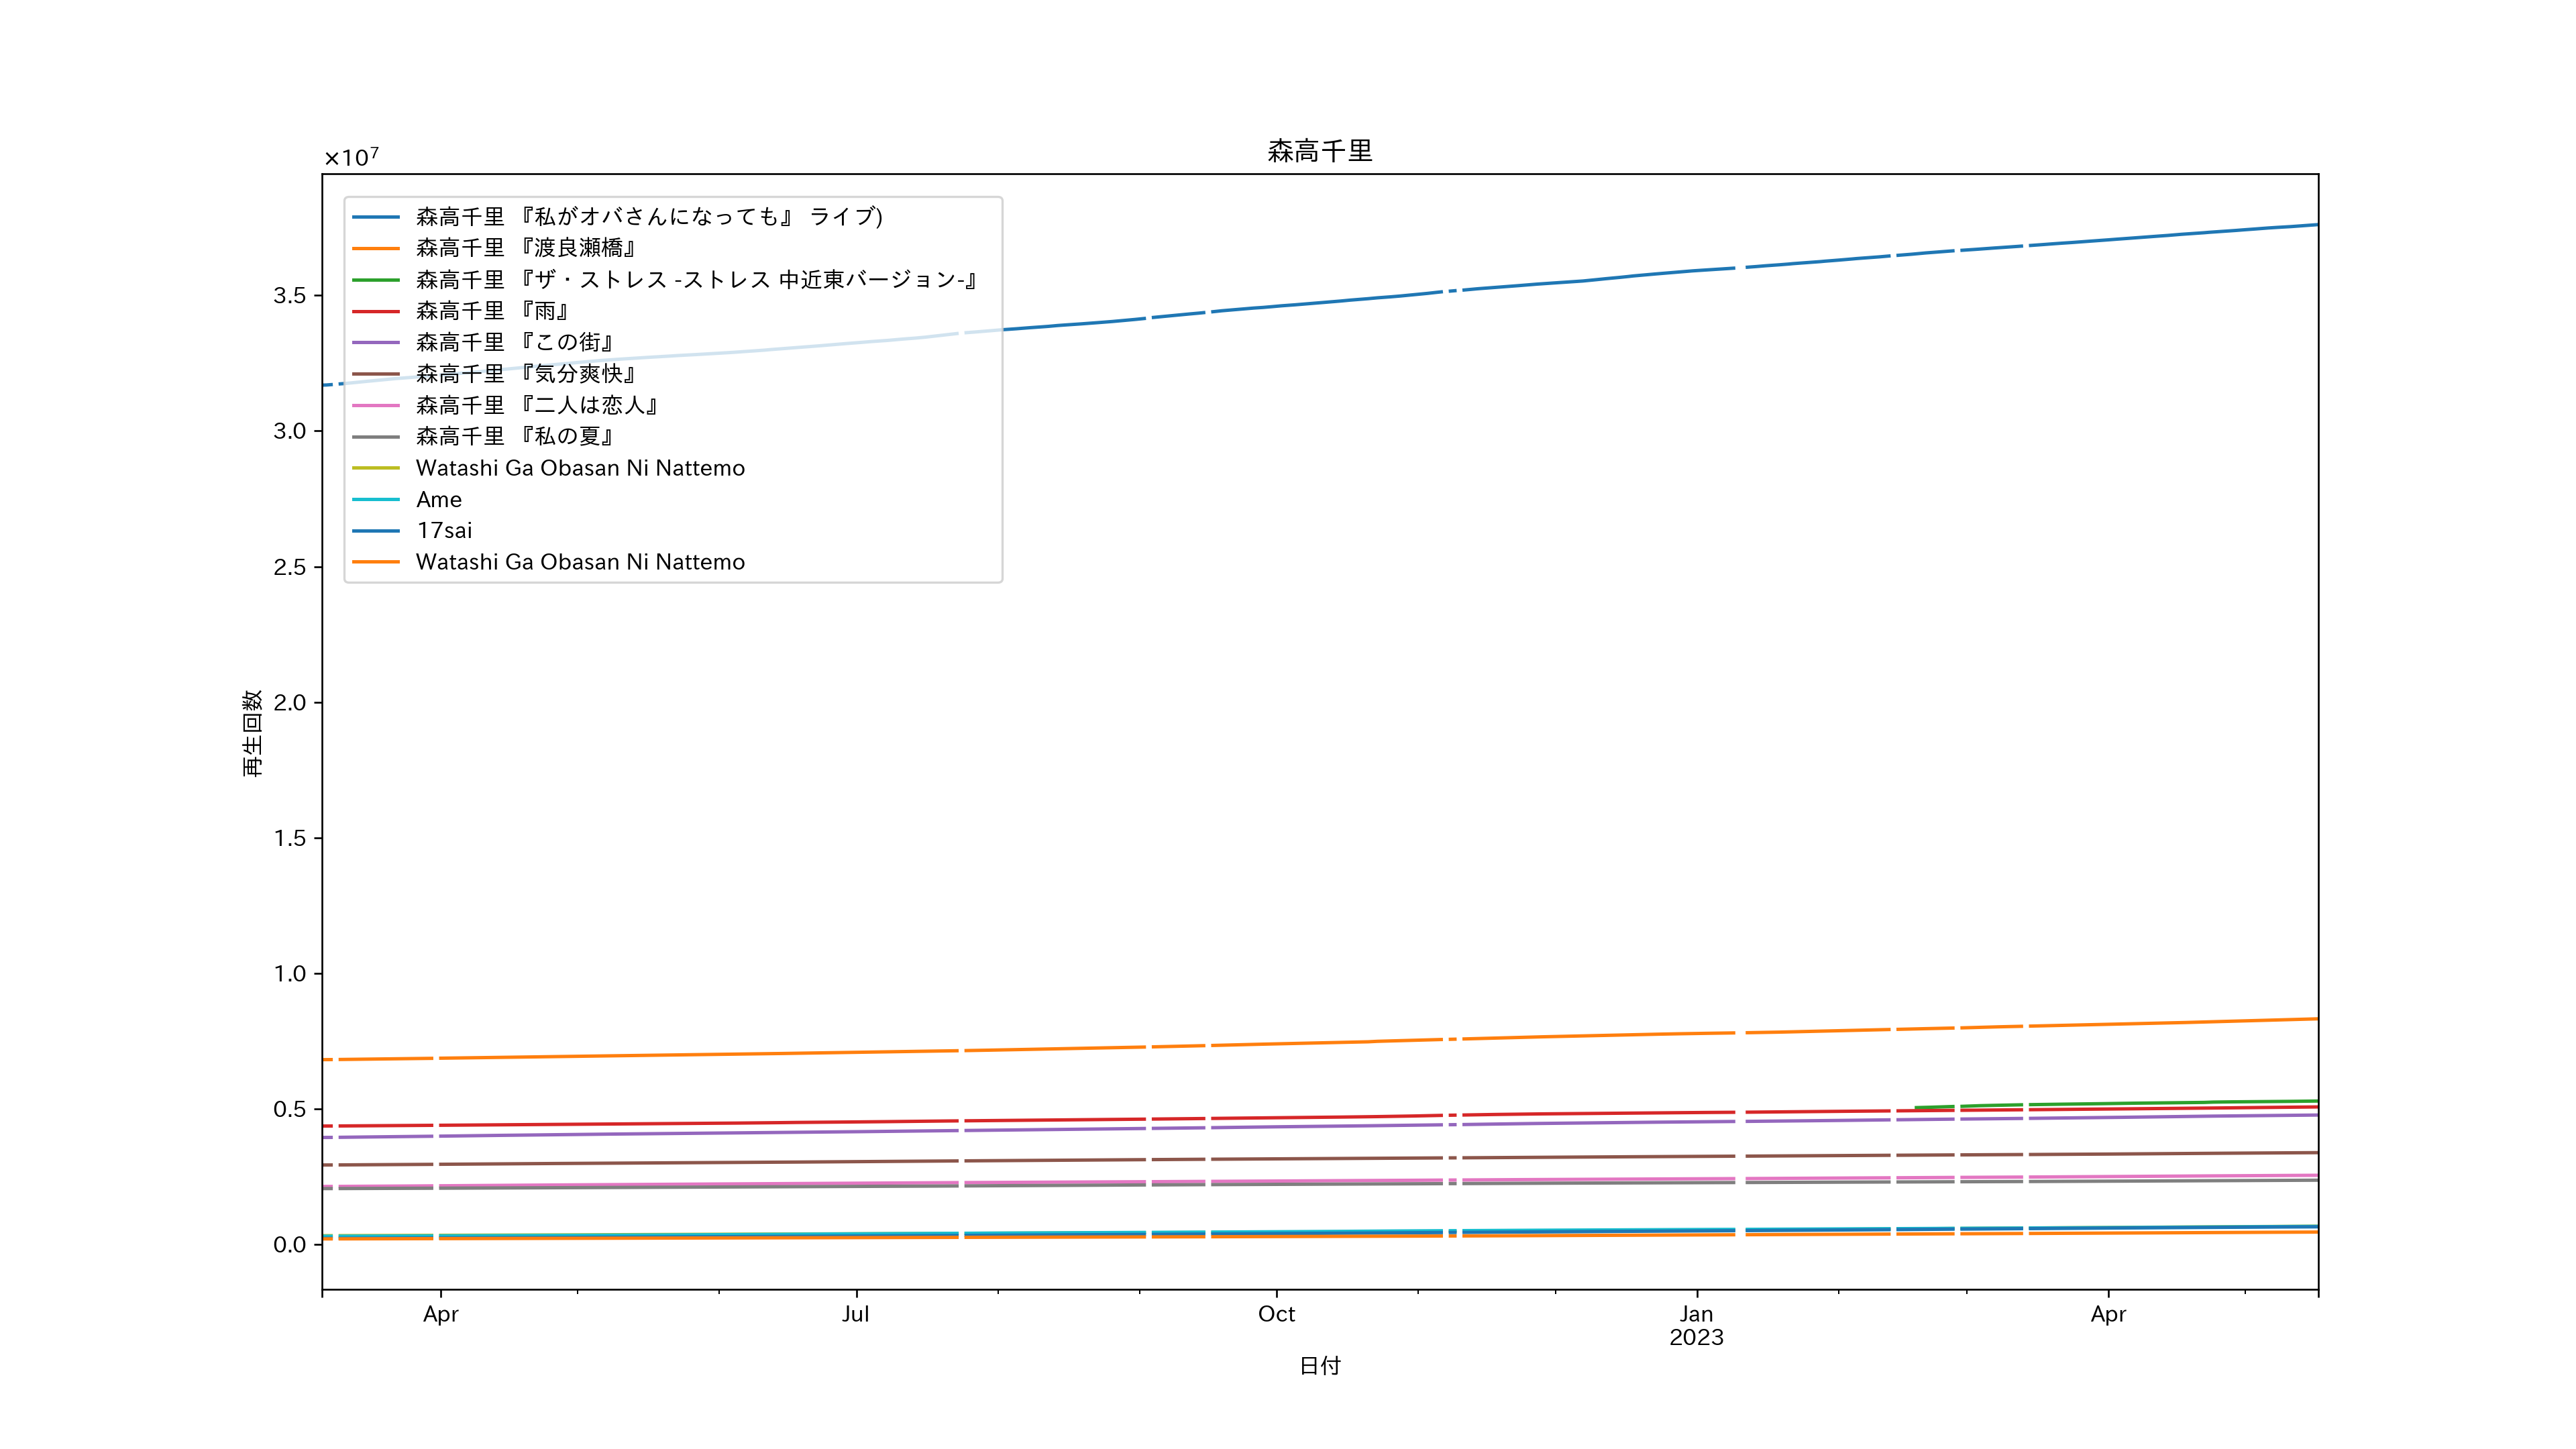 森高千里
×10⁷
森高千里 『私がオバさんになっても』 ライブ)
森高千里 『渡良瀬橋』
森高千里 『ザ・ストレス -ストレス 中近東バージョン-』
森高千里 『雨』
森高千里 『この街』
森高千里 『気分爽快』
森高千里 『二人は恋人』
森高千里 『私の夏』
Watashi Ga Obasan Ni Nattemo
Ame
17sai
Watashi Ga Obasan Ni Nattemo
3.5
3.0
2.5
2.0
1.5
1.0
0.5
0.0
再生回数
Apr
Jul
Oct
Jan
2023
Apr
日付